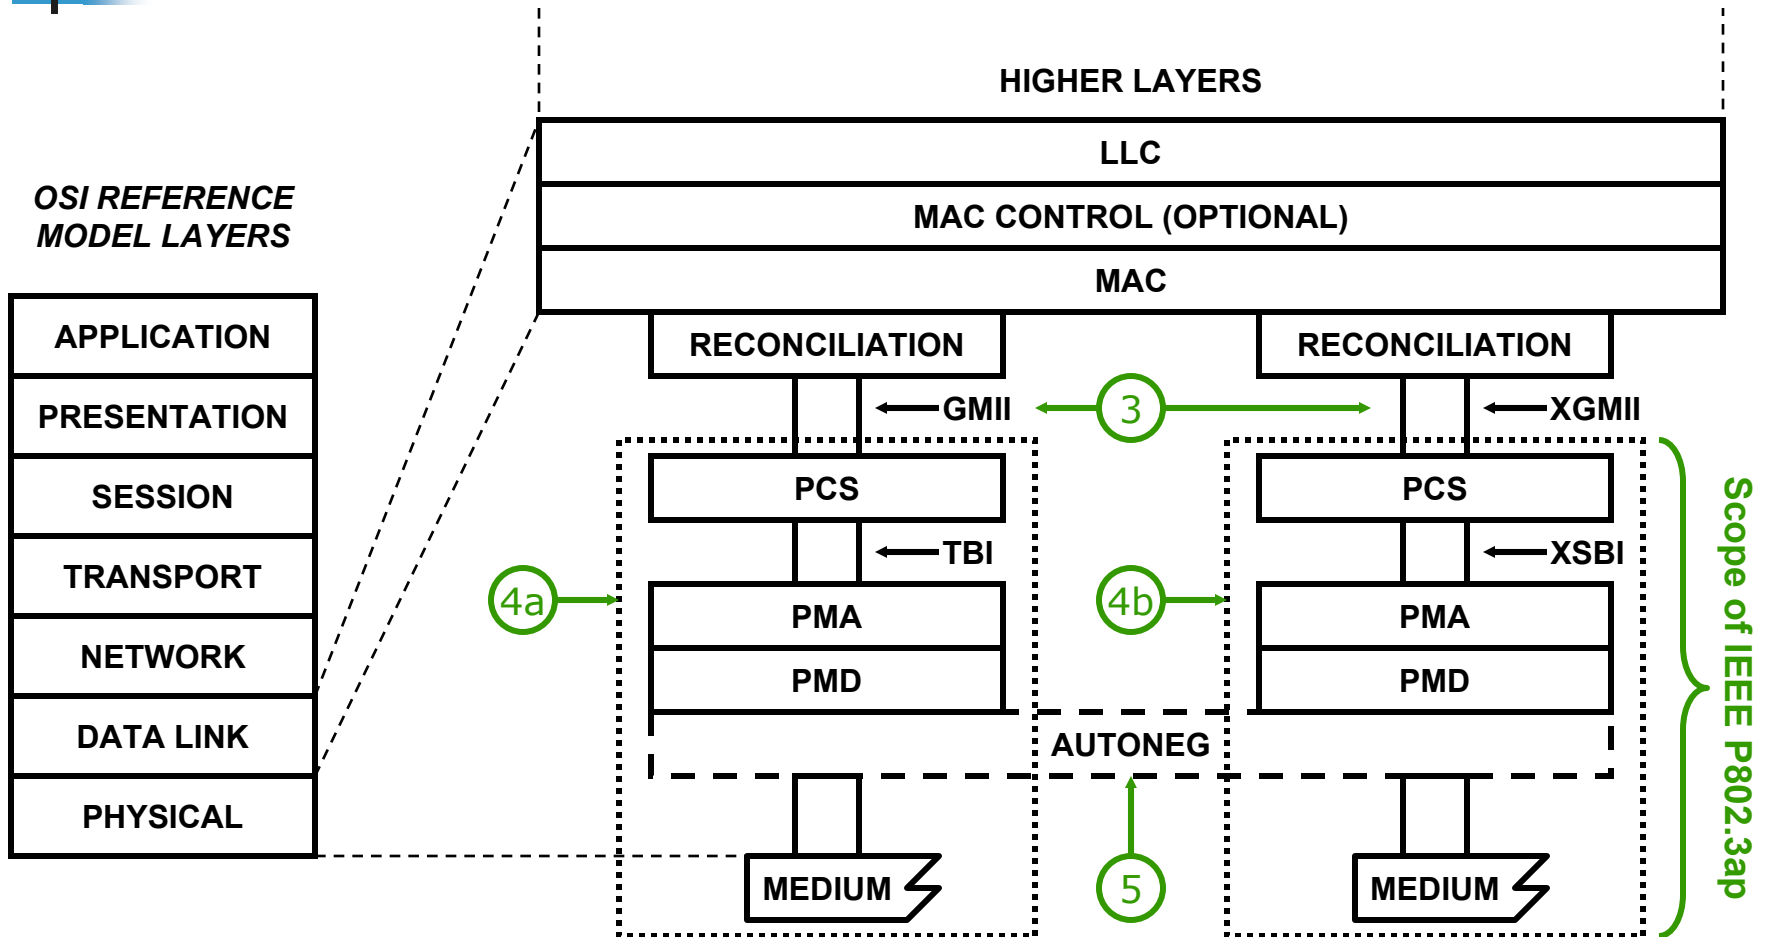 HIGHER LAYERS
LLC
MAC CONTROL (OPTIONAL)
MAC
OSI REFERENCE
MODEL LAYERS
APPLICATION
PRESENTATION
SESSION
TRANSPORT
NETWORK
DATA LINK
PHYSICAL
RECONCILIATION
RECONCILIATION
GMII
3
XGMII
PCS
PCS
TBI
XSBI
4a
4b
PMA
PMA
PMD
PMD
AUTONEG
5
MEDIUM
MEDIUM
Scope of IEEE P802.3ap